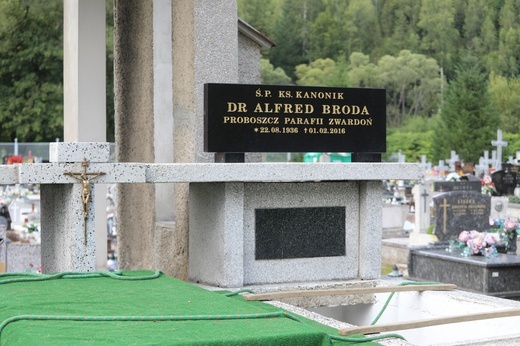 Ś.P. KS. KANONIK
DR ALFRED BRODA
PROBOSZCZ PARAFII ZWARDOŃ
* 22.08.1936 † 01.02.2016